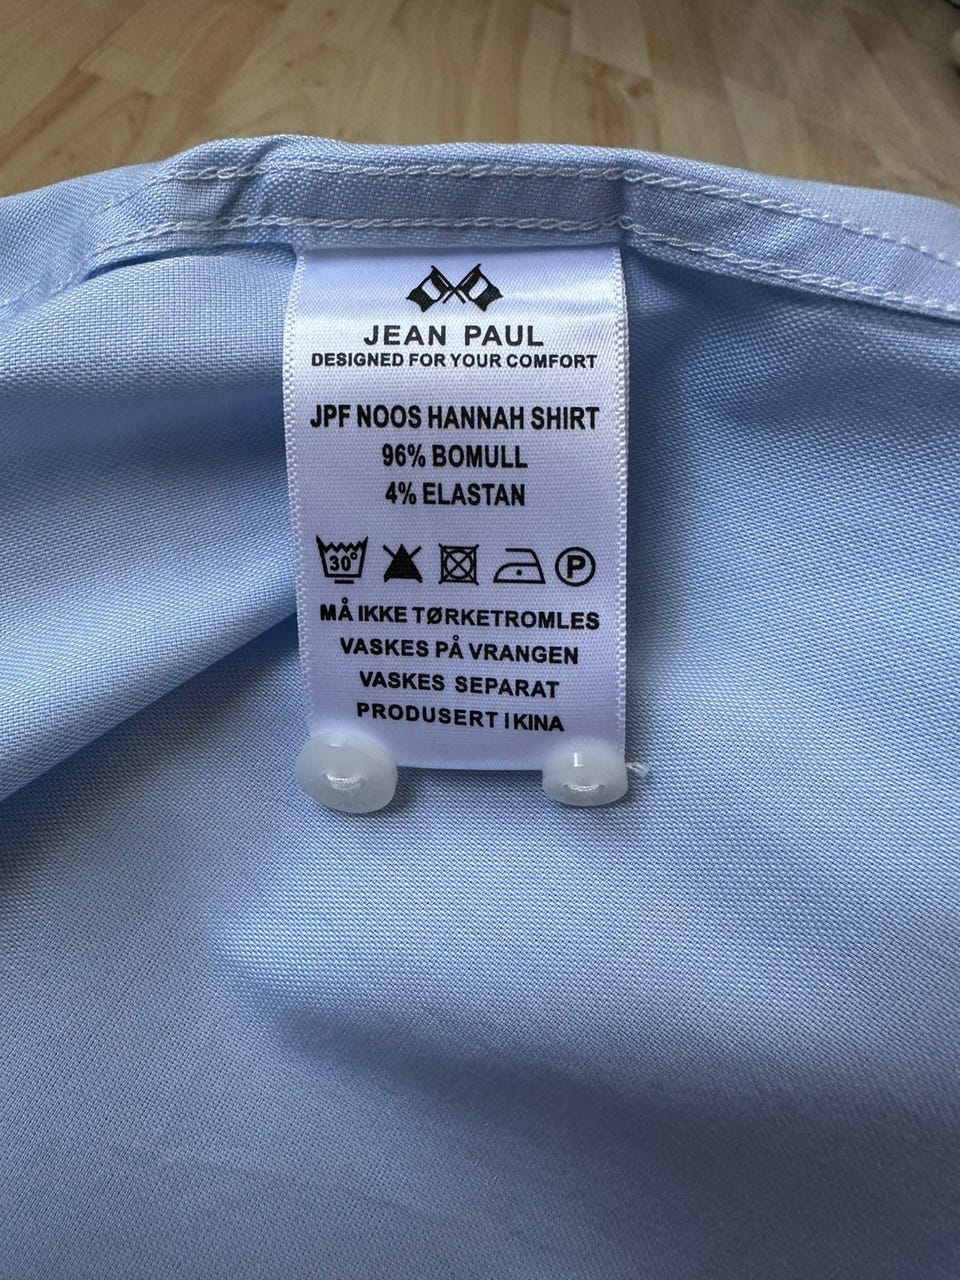 JEAN PAUL
DESIGNED FOR YOUR COMFORT
JPF NOOS HANNAH SHIRT
96% BOMULL
4% ELASTAN
30° P
MÅ IKKE TØRKETROMLES
VASKES PÅ VRANGEN
VASKES SEPARAT
PRODUSERT I KINA